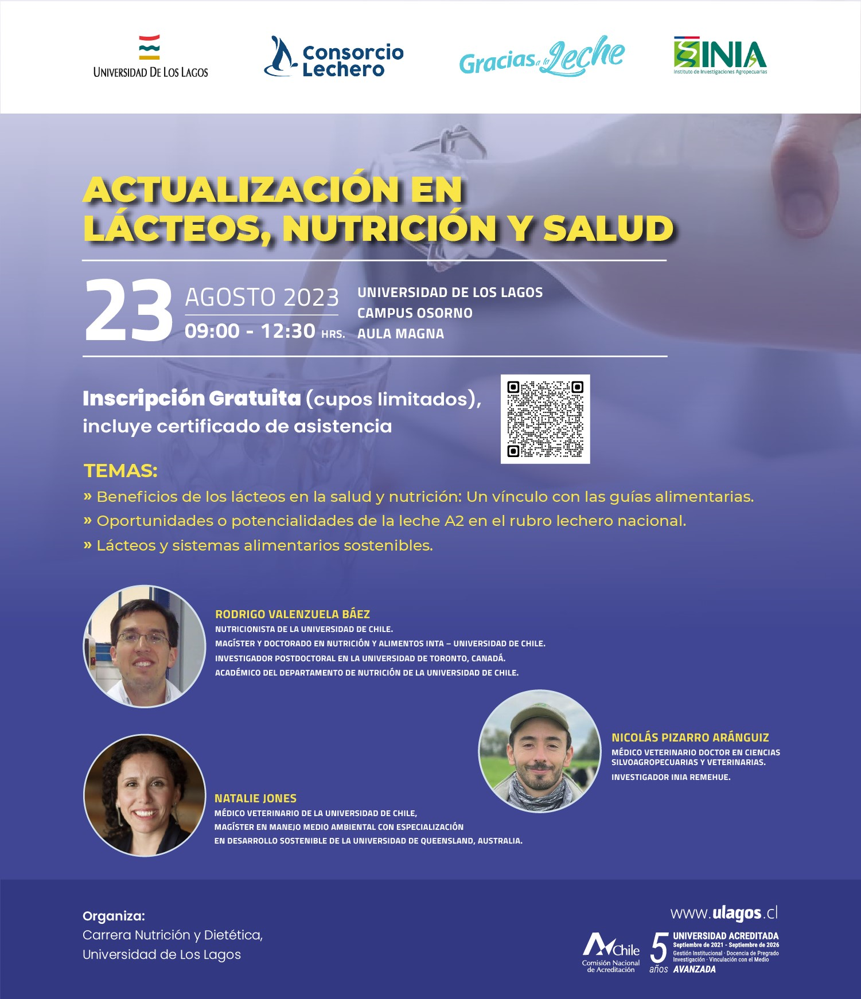 UNIVERSIDAD DE LOS LAGOS
Consorcio
Lechero
Gracias a la Leche
INIA
Instituto de Investigaciones Agropecuarias
ACTUALIZACIÓN EN
LÁCTEOS, NUTRICIÓN Y SALUD
23
AGOSTO 2023
09:00 - 12:30 HRS.
UNIVERSIDAD DE LOS LAGOS
CAMPUS OSORNO
AULA MAGNA
Inscripción Gratuita (cupos limitados),
incluye certificado de asistencia
TEMAS:
» Beneficios de los lácteos en la salud y nutrición: Un vínculo con las guías alimentarias.
» Oportunidades o potencialidades de la leche A2 en el rubro lechero nacional.
» Lácteos y sistemas alimentarios sostenibles.
RODRIGO VALENZUELA BÁEZ
NUTRICIONISTA DE LA UNIVERSIDAD DE CHILE.
MAGÍSTER Y DOCTORADO EN NUTRICIÓN Y ALIMENTOS INTA – UNIVERSIDAD DE CHILE.
INVESTIGADOR POSTDOCTORAL EN LA UNIVERSIDAD DE TORONTO, CANADÁ.
ACADÉMICO DEL DEPARTAMENTO DE NUTRICIÓN DE LA UNIVERSIDAD DE CHILE.
NICOLÁS PIZARRO ARÁNGUIZ
MÉDICO VETERINARIO DOCTOR EN CIENCIAS
SILVOAGROPECUARIAS Y VETERINARIAS.
INVESTIGADOR INIA REMEHUE.
NATALIE JONES
MÉDICO VETERINARIO DE LA UNIVERSIDAD DE CHILE,
MAGÍSTER EN MANEJO MEDIO AMBIENTAL CON ESPECIALIZACIÓN
EN DESARROLLO SOSTENIBLE DE LA UNIVERSIDAD DE QUEENSLAND, AUSTRALIA.
Organiza:
Carrera Nutrición y Dietética,
Universidad de Los Lagos
www.ulagos.cl
Chile
Comisión Nacional
de Acreditación
5
años
UNIVERSIDAD ACREDITADA
Septiembre de 2021 - Septiembre de 2026
Gestión Institucional · Docencia de Pregrado
Investigación · Vinculación con el Medio
AVANZADA